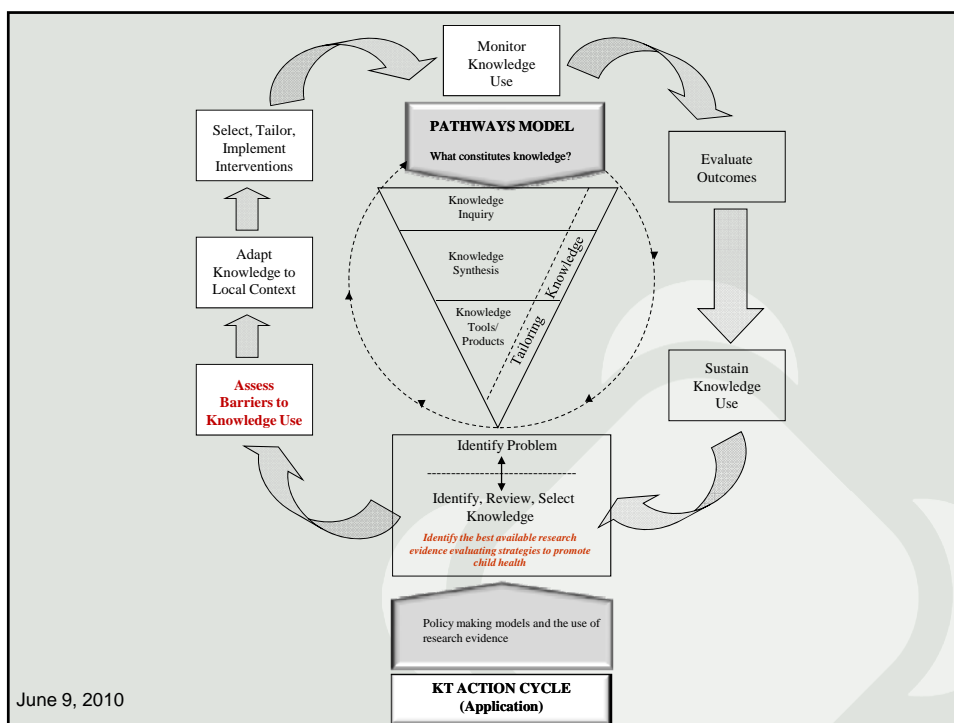 Monitor
Knowledge
Use
PATHWAYS MODEL
What constitutes knowledge?
Select, Tailor,
Implement
Interventions
Evaluate
Outcomes
Knowledge
Inquiry
Knowledge
Synthesis
Knowledge
Tools/
Products
Tailoring Knowledge
Adapt
Knowledge to
Local Context
Assess
Barriers to
Knowledge Use
Sustain
Knowledge
Use
Identify Problem
Identify, Review, Select
Knowledge
Identify the best available research
evidence evaluating strategies to promote
child health
Policy making models and the use of
research evidence
KT ACTION CYCLE
(Application)
June 9, 2010